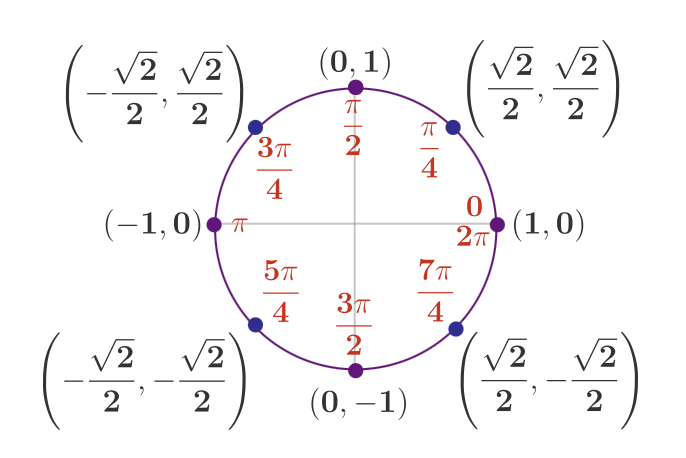 (0, 1)
(-√2/2, √2/2)
(√2/2, √2/2)
π/2
π/4
3π/4
0
(-1, 0)
π
2π
(1, 0)
5π/4
7π/4
3π/2
(-√2/2, -√2/2)
(√2/2, -√2/2)
(0, -1)